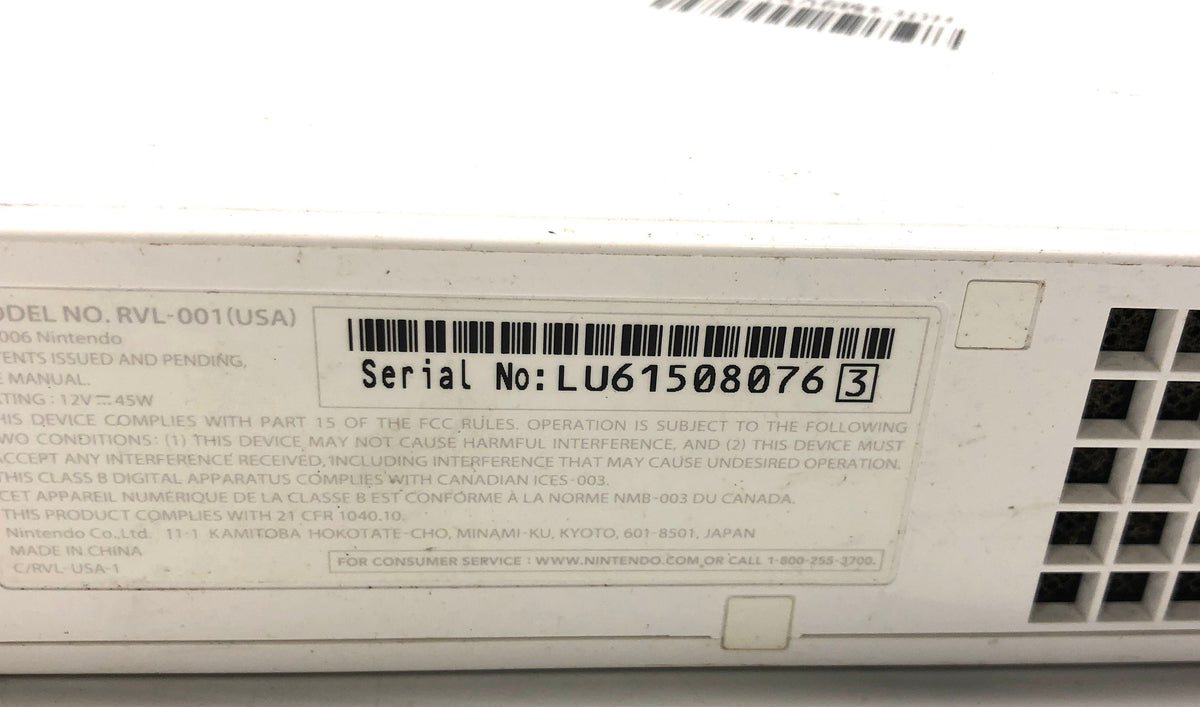 MODEL NO. RVL-001(USA)
2006 Nintendo
ISSUED AND PENDING,
MANUAL.
12V⎓45W
Serial No:LU61508076 3
THIS DEVICE COMPLIES WITH PART 15 OF THE FCC RULES. OPERATION IS SUBJECT TO THE FOLLOWING
TWO CONDITIONS: (1) THIS DEVICE MAY NOT CAUSE HARMFUL INTERFERENCE, AND (2) THIS DEVICE MUST
ACCEPT ANY INTERFERENCE RECEIVED, INCLUDING INTERFERENCE THAT MAY CAUSE UNDESIRED OPERATION.
THIS CLASS B DIGITAL APPARATUS COMPLIES WITH CANADIAN ICES-003.
CET APPAREIL NUMÉRIQUE DE LA CLASSE B EST CONFORME À LA NORME NMB-003 DU CANADA.
THIS PRODUCT COMPLIES WITH 21 CFR 1040.10.
Nintendo Co.,Ltd. 11-1 KAMITOBA HOKOTATE-CHO, MINAMI-KU, KYOTO, 601-8501, JAPAN
MADE IN CHINA
C/RVL-USA-1
FOR CONSUMER SERVICE : WWW.NINTENDO.COM OR CALL 1-800-255-3700.